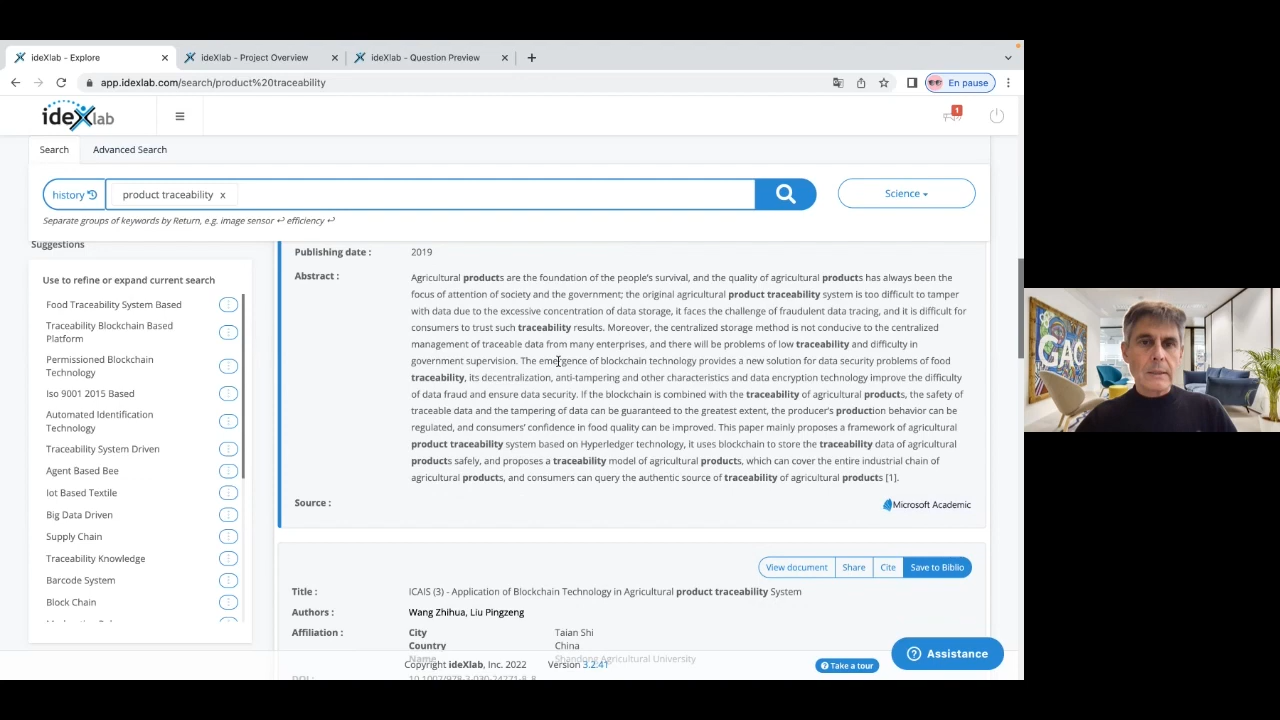 ideXlab - Explore
ideXlab - Project Overview
ideXlab - Question Preview
app.idexlab.com/search/product%20traceability
En pause
ideXlab
1
Search
Advanced Search
history
product traceability x
Science
Separate groups of keywords by Return, e.g. image sensor ↩ efficiency ↩
Suggestions
Use to refine or expand current search
Food Traceability System Based
Traceability Blockchain Based
Platform
Permissioned Blockchain
Technology
Iso 9001 2015 Based
Automated Identification
Technology
Traceability System Driven
Agent Based Bee
Iot Based Textile
Big Data Driven
Supply Chain
Traceability Knowledge
Barcode System
Block Chain
Publishing date : 2019
Abstract : Agricultural products are the foundation of the people's survival, and the quality of agricultural products has always been the
focus of attention of society and the government; the original agricultural product traceability system is too difficult to tamper
with data due to the excessive concentration of data storage, it faces the challenge of fraudulent data tracing, and it is difficult for
consumers to trust such traceability results. Moreover, the centralized storage method is not conducive to the centralized
management of traceable data from many enterprises, and there will be problems of low traceability and difficulty in
government supervision. The emergence of blockchain technology provides a new solution for data security problems of food
traceability, its decentralization, anti-tampering and other characteristics and data encryption technology improve the difficulty
of data fraud and ensure data security. If the blockchain is combined with the traceability of agricultural products, the safety of
traceable data and the tampering of data can be guaranteed to the greatest extent, the producer's production behavior can be
regulated, and consumers' confidence in food quality can be improved. This paper mainly proposes a framework of agricultural
product traceability system based on Hyperledger technology, it uses blockchain to store the traceability data of agricultural
products safely, and proposes a traceability model of agricultural products, which can cover the entire industrial chain of
agricultural products, and consumers can query the authentic source of traceability of agricultural products [1].
Source : Microsoft Academic
View document Share Cite Save to Biblio
Title : ICAIS (3) - Application of Blockchain Technology in Agricultural product traceability System
Authors : Wang Zhihua, Liu Pingzeng
Affiliation : City Taian Shi
Country China
Name Shandong Agricultural University
Copyright ideXlab, Inc. 2022 Version 3.2.41
Take a tour
Assistance
GAC